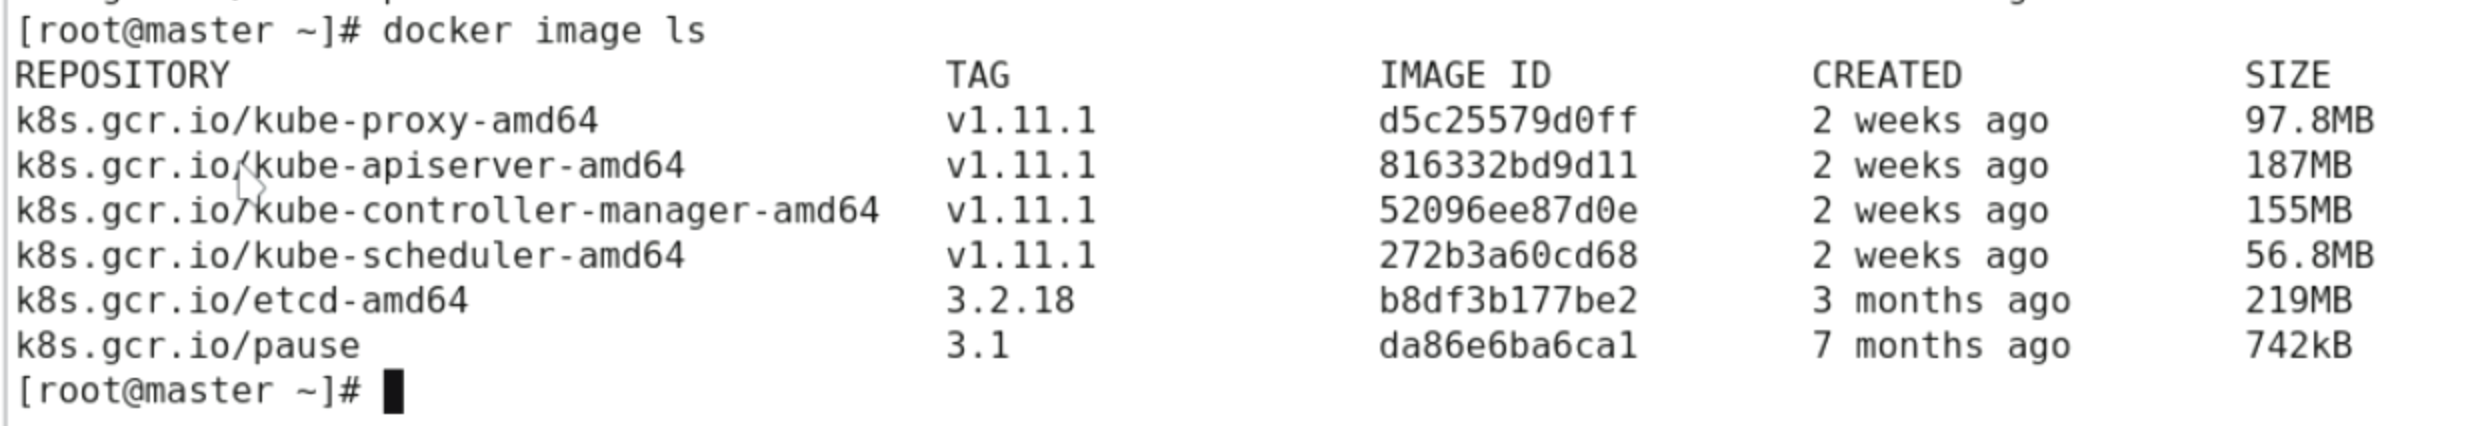 [root@master ~]# docker image ls
REPOSITORY TAG IMAGE ID CREATED SIZE
k8s.gcr.io/kube-proxy-amd64 v1.11.1 d5c25579d0ff 2 weeks ago 97.8MB
k8s.gcr.io/kube-apiserver-amd64 v1.11.1 816332bd9d11 2 weeks ago 187MB
k8s.gcr.io/kube-controller-manager-amd64 v1.11.1 52096ee87d0e 2 weeks ago 155MB
k8s.gcr.io/kube-scheduler-amd64 v1.11.1 272b3a60cd68 2 weeks ago 56.8MB
k8s.gcr.io/etcd-amd64 3.2.18 b8df3b177be2 3 months ago 219MB
k8s.gcr.io/pause 3.1 da86e6ba6ca1 7 months ago 742kB
[root@master ~]#